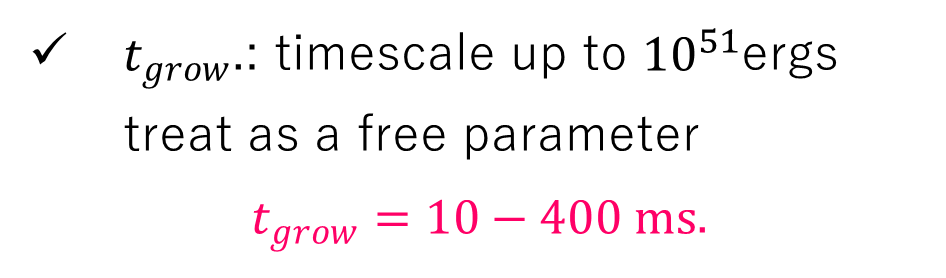 ✓ t_grow.: timescale up to 10^51ergs
treat as a free parameter
t_grow = 10 − 400 ms.